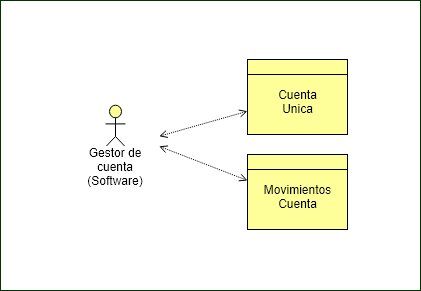 Cuenta
Unica
Gestor de
cuenta
(Software)
Movimientos
Cuenta